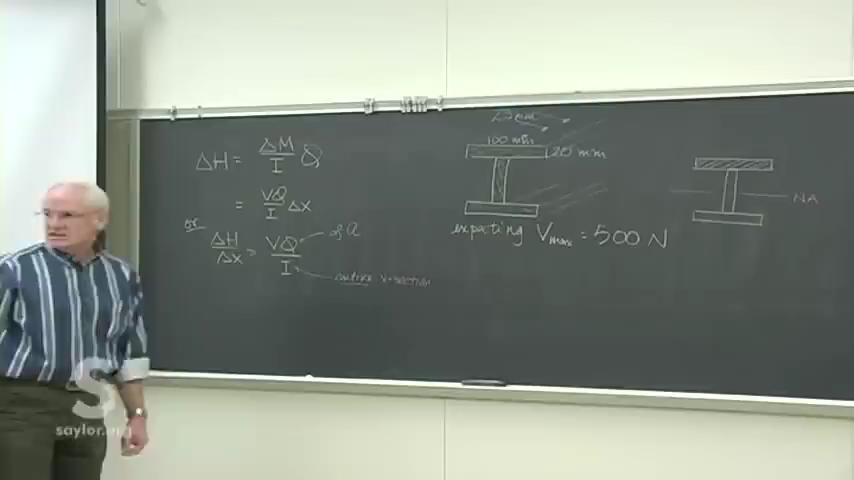 ΔH = ΔM/I Q
= VQ/I Δx
or
ΔH/Δx = VQ/I
of a
entire x-section
100 mm
20 mm
expecting Vmax = 500 N
NA
saylor.org